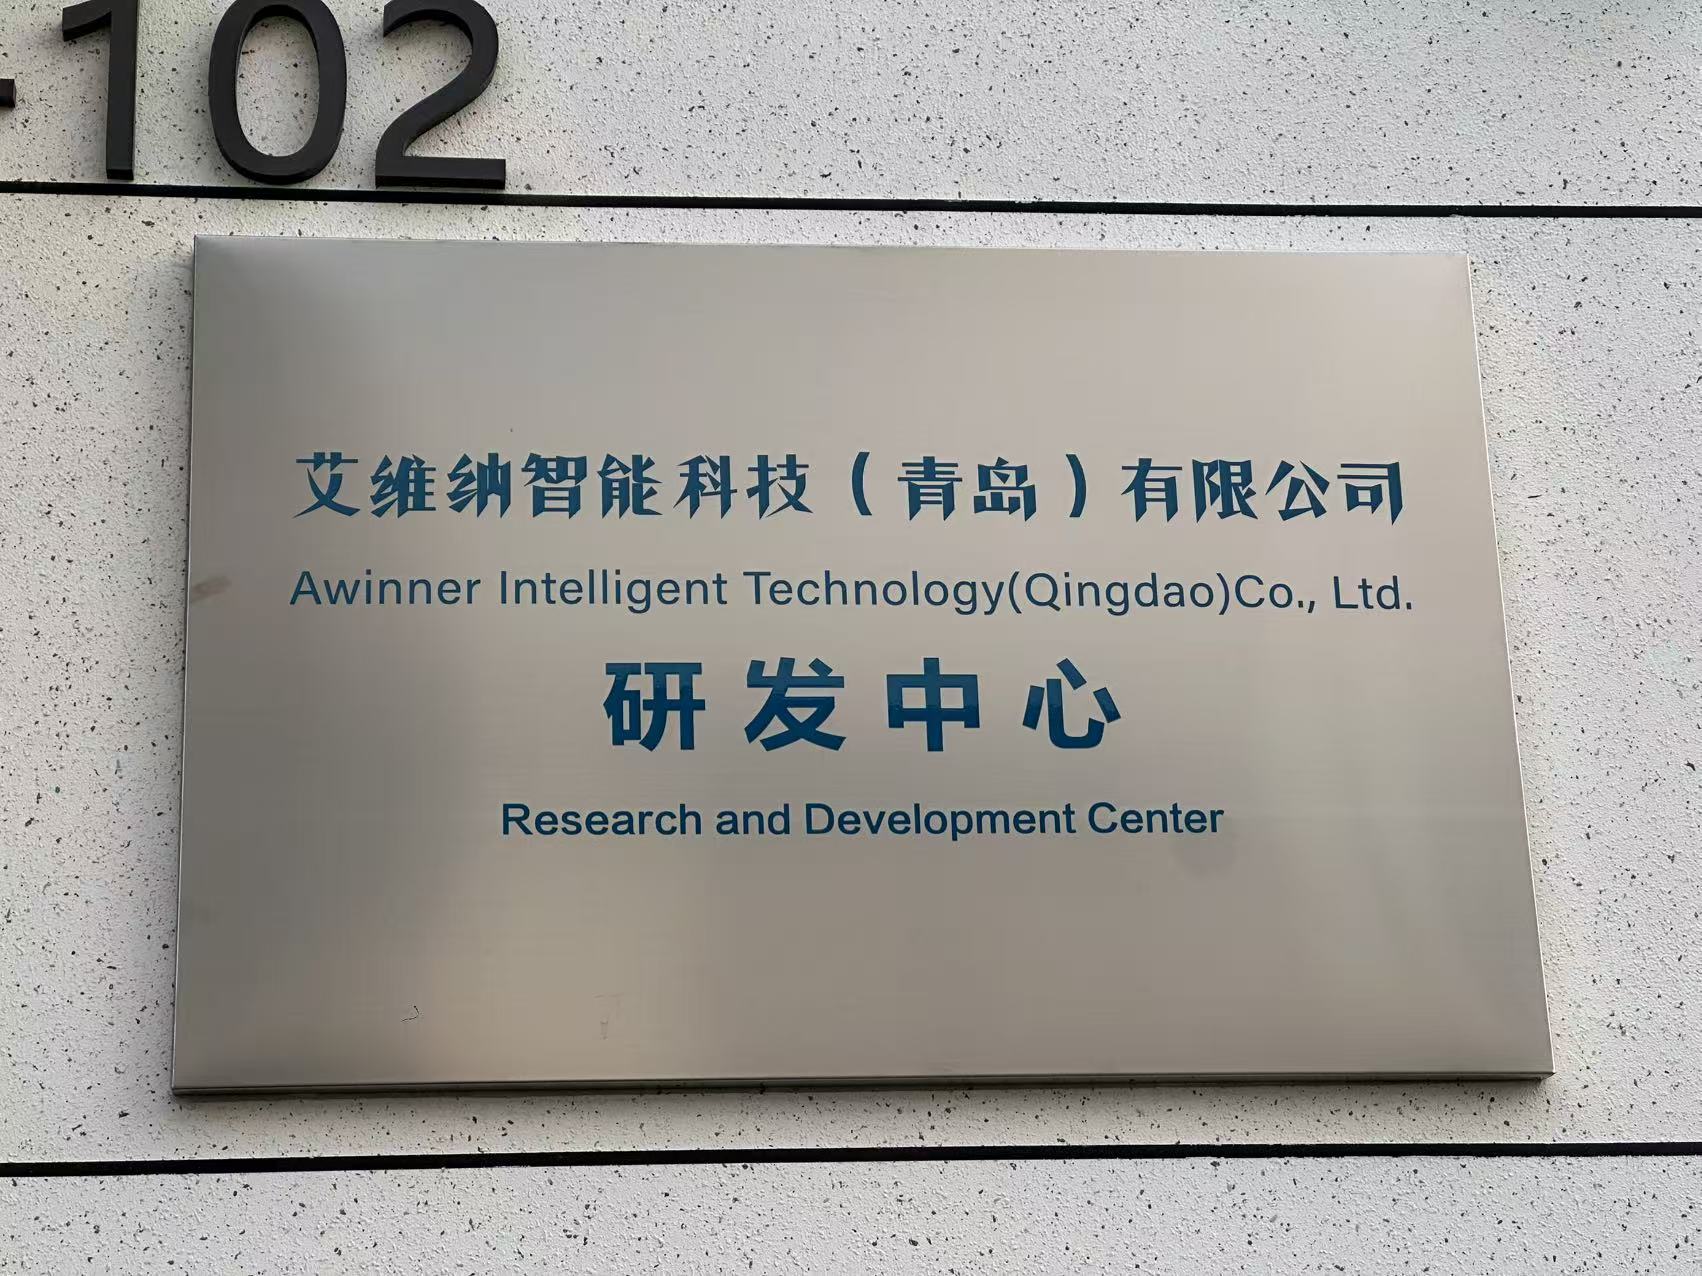 -102
艾维纳智能科技（青岛）有限公司
Awinner Intelligent Technology(Qingdao)Co., Ltd.
研发中心
Research and Development Center